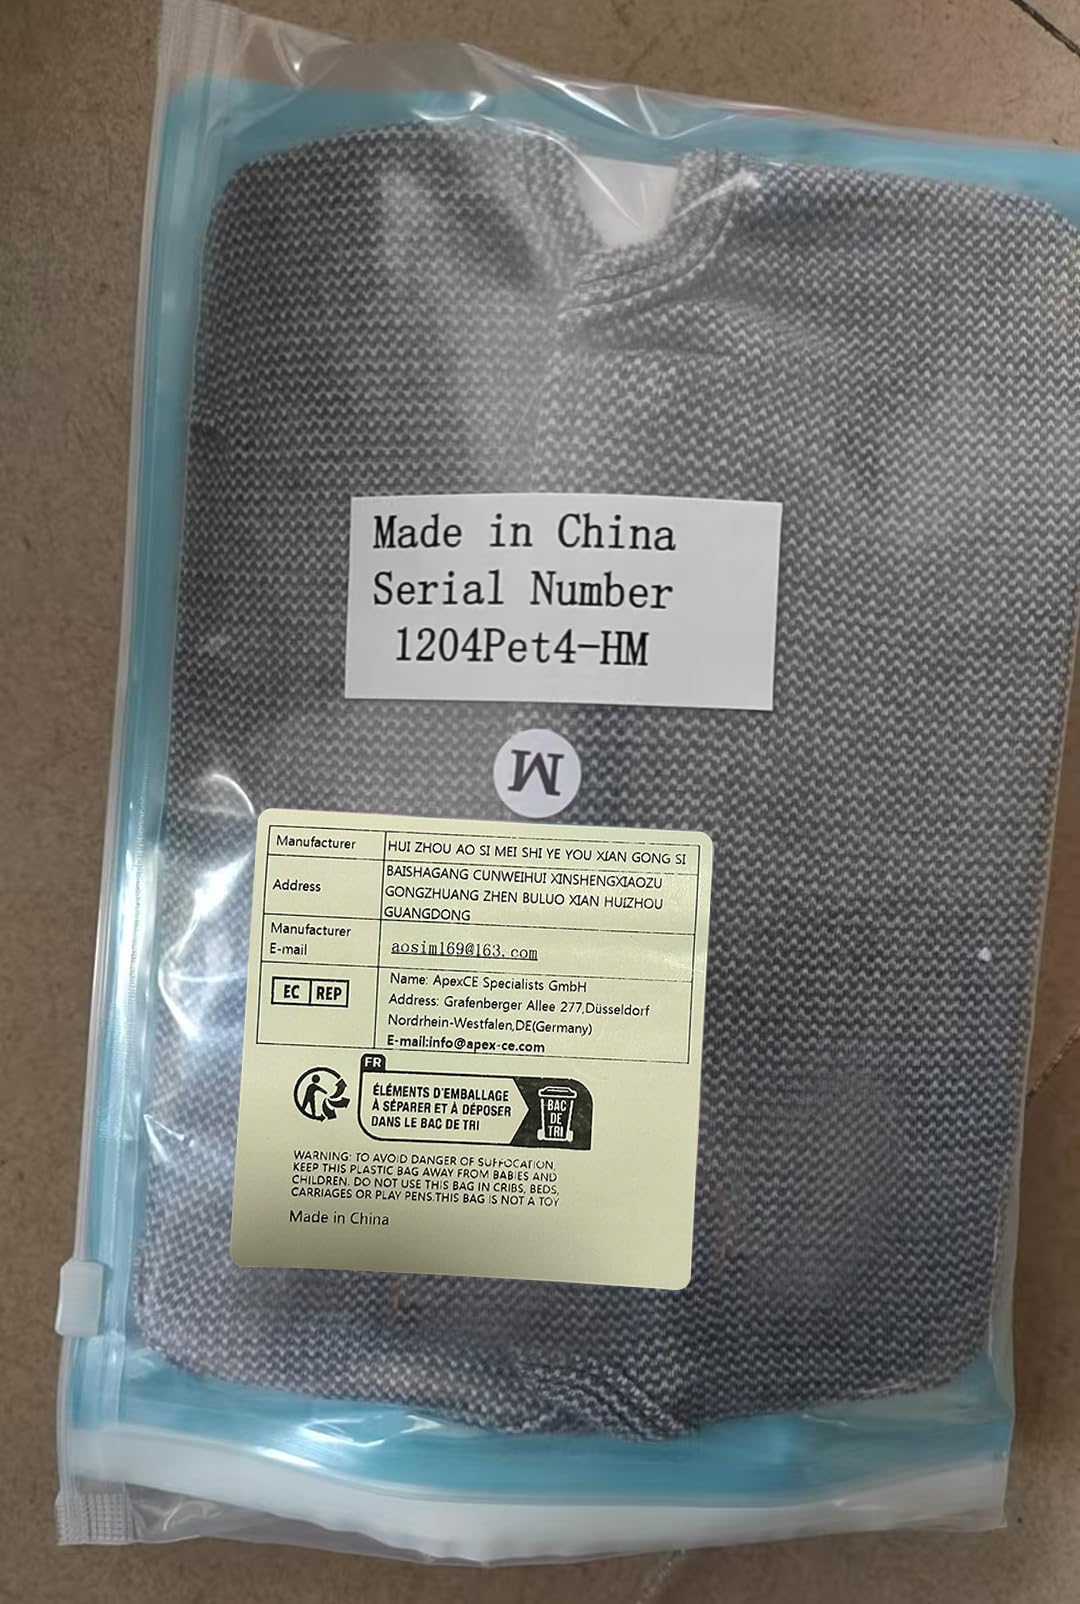 Made in China
Serial Number
1204Pet4-HM
M
Manufacturer
HUI ZHOU AO SI MEI SHI YE YOU XIAN GONG SI
Address
BAISHAGANG CUNWEIHUI XINSHENGXIAOZU
GONGZHUANG ZHEN BULUO XIAN HUIZHOU
GUANGDONG
Manufacturer
E-mail
aosim169@163.com
EC REP
Name: ApexCE Specialists GmbH
Address: Grafenberger Allee 277,Düsseldorf
Nordrhein-Westfalen,DE(Germany)
E-mail:info@apex-ce.com
FR
ÉLÉMENTS D'EMBALLAGE
À SÉPARER ET À DÉPOSER
DANS LE BAC DE TRI
BAC
DE
TRI
WARNING: TO AVOID DANGER OF SUFFOCATION,
KEEP THIS PLASTIC BAG AWAY FROM BABIES AND
CHILDREN. DO NOT USE THIS BAG IN CRIBS, BEDS,
CARRIAGES OR PLAY PENS.THIS BAG IS NOT A TOY
Made in China